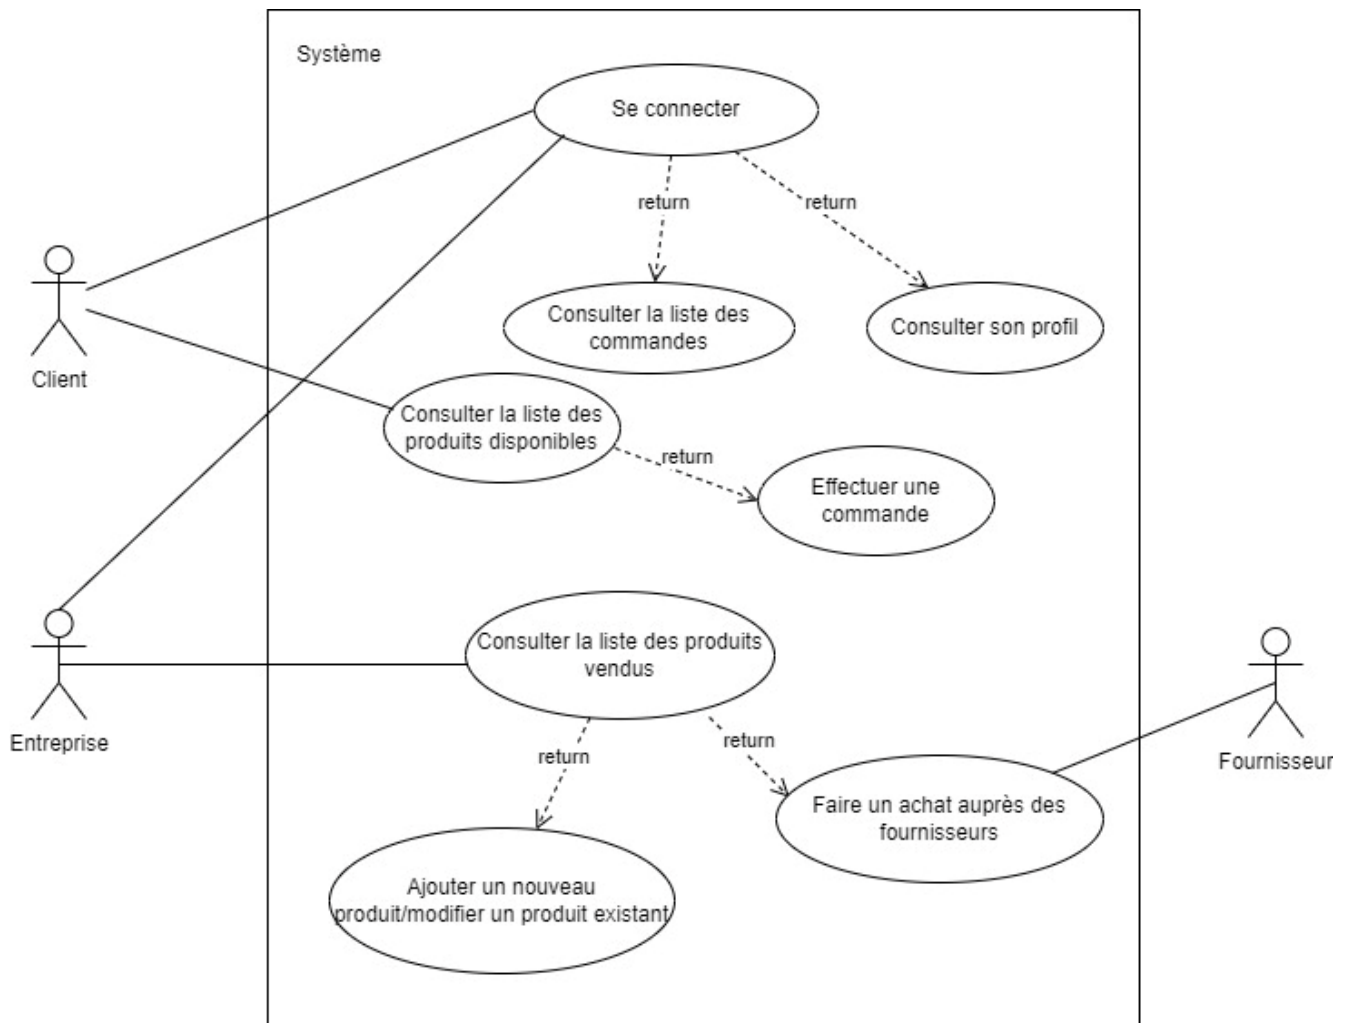 Système
Se connecter
return
return
Consulter la liste des
commandes
Consulter son profil
Client
Consulter la liste des
produits disponibles
return
Effectuer une
commande
Consulter la liste des produits
vendus
Entreprise
return
return
Fournisseur
Faire un achat auprès des
fournisseurs
Ajouter un nouveau
produit/modifier un produit existant